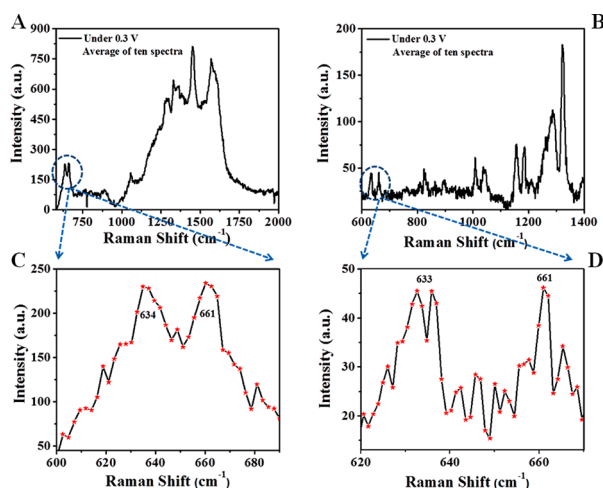 A
B
Under 0.3 V
Average of ten spectra
Intensity (a.u.)
900
750
600
450
300
150
0
750
1000
1250
1500
1750
2000
Raman Shift (cm-1)
Under 0.3 V
Average of ten spectra
Intensity (a.u.)
200
150
100
50
0
600
800
1000
1200
1400
Raman Shift (cm-1)
C
D
Intensity (a.u.)
250
200
150
100
50
634
661
600
620
640
660
680
Raman Shift (cm-1)
Intensity (a.u.)
50
40
30
20
633
661
620
640
660
Raman Shift (cm-1)